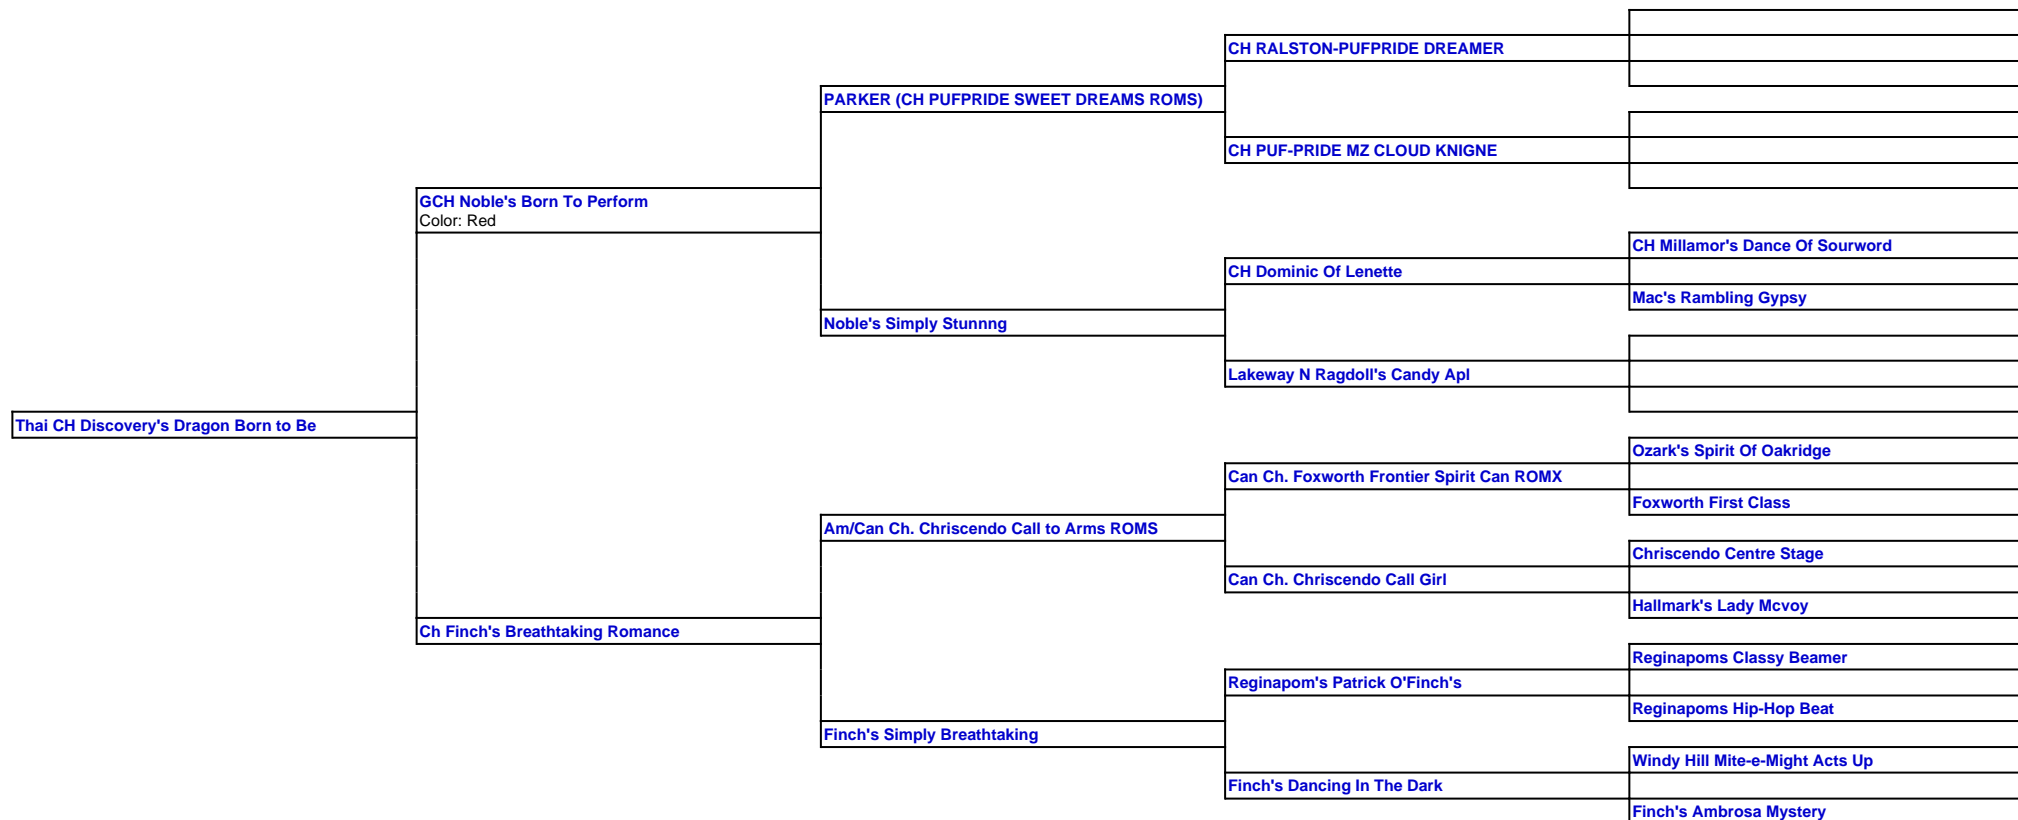 CH RALSTON-PUFPRIDE DREAMER
PARKER (CH PUFPRIDE SWEET DREAMS ROMS)
CH PUF-PRIDE MZ CLOUD KNIGNE
GCH Noble's Born To Perform
Color: Red
CH Millamor's Dance Of Sourword
CH Dominic Of Lenette
Mac's Rambling Gypsy
Noble's Simply Stunnng
Lakeway N Ragdoll's Candy Apl
Thai CH Discovery's Dragon Born to Be
Ozark's Spirit Of Oakridge
Can Ch. Foxworth Frontier Spirit Can ROMX
Foxworth First Class
Am/Can Ch. Chriscendo Call to Arms ROMS
Chriscendo Centre Stage
Can Ch. Chriscendo Call Girl
Hallmark's Lady Mcvoy
Ch Finch's Breathtaking Romance
Reginapoms Classy Beamer
Reginapom's Patrick O'Finch's
Reginapoms Hip-Hop Beat
Finch's Simply Breathtaking
Windy Hill Mite-e-Might Acts Up
Finch's Dancing In The Dark
Finch's Ambrosa Mystery